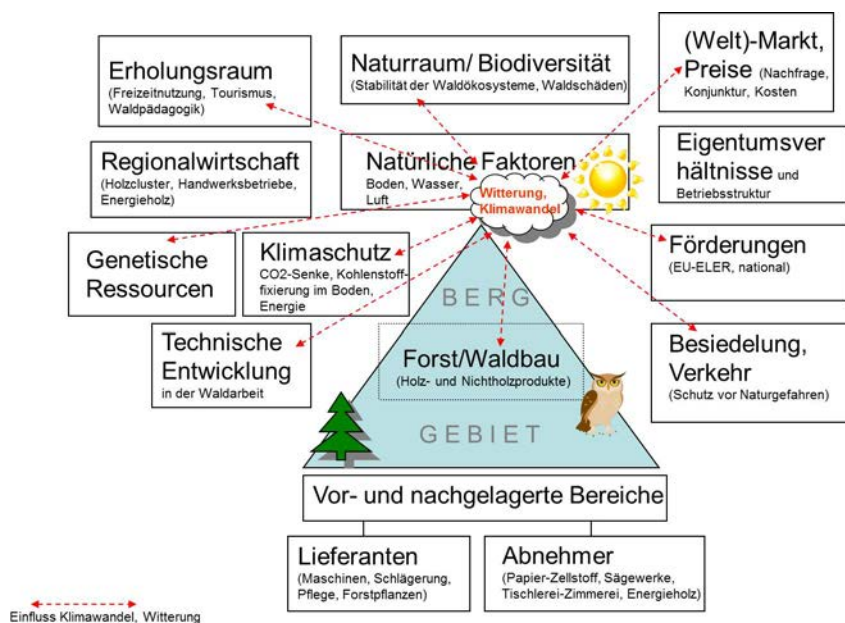 Erholungsraum
(Freizeitnutzung, Tourismus,
Waldpädagogik)
Naturraum/ Biodiversität
(Stabilität der Waldökosysteme, Waldschäden)
(Welt)-Markt,
Preise (Nachfrage,
Konjunktur, Kosten
Regionalwirtschaft
(Holzcluster, Handwerksbetriebe,
Energieholz)
Natürliche Faktoren
Boden, Wasser,
Luft
Witterung,
Klimawandel
Eigentumsver
hältnisse und
Betriebsstruktur
Genetische
Ressourcen
Klimaschutz
CO2-Senke, Kohlenstoff-
fixierung im Boden,
Energie
Förderungen
(EU-ELER, national)
BERG
Technische
Entwicklung
in der Waldarbeit
Forst/Waldbau
(Holz- und Nichtholzprodukte)
Besiedelung,
Verkehr
(Schutz vor Naturgefahren)
GEBIET
Vor- und nachgelagerte Bereiche
Lieferanten
(Maschinen, Schlägerung,
Pflege, Forstpflanzen)
Abnehmer
(Papier-Zellstoff, Sägewerke,
Tischlerei-Zimmerei, Energieholz)
Einfluss Klimawandel, Witterung